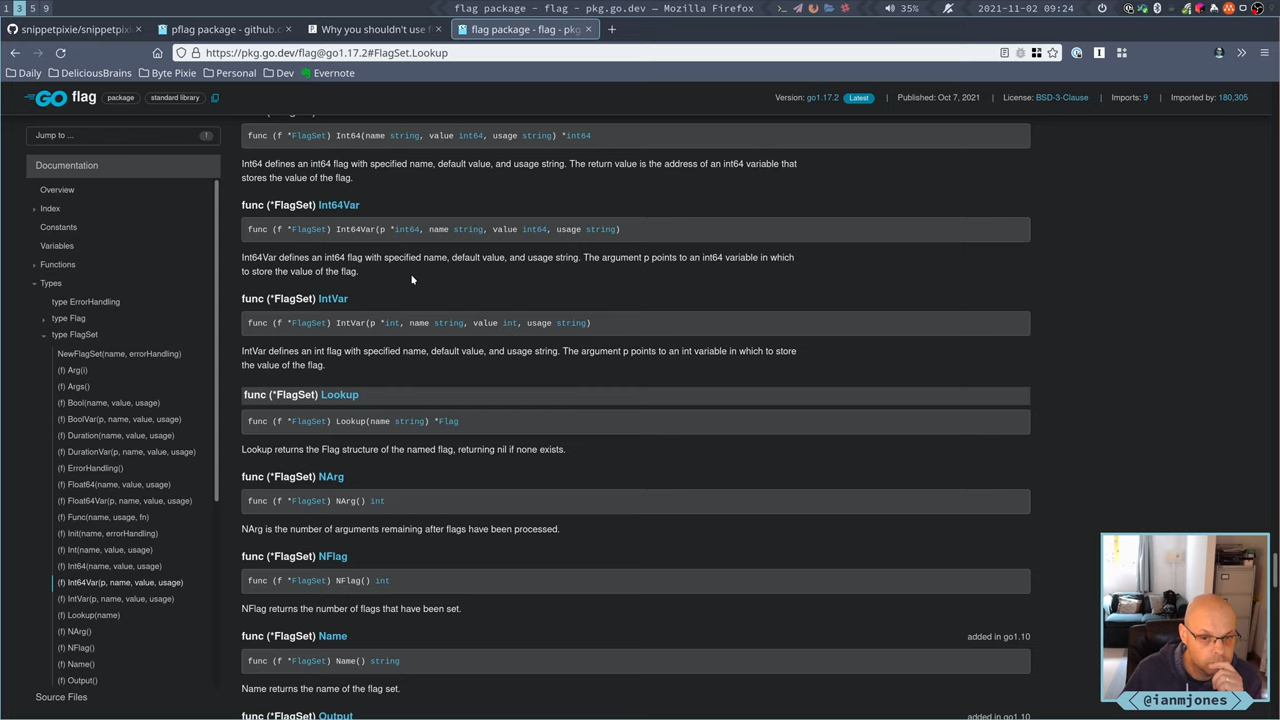 1 3 5 9
flag package - flag - pkg.go.dev — Mozilla Firefox
35%
2021-11-02 09:24
snippetpixie/snippetpix
pflag package - github.c
Why you shouldn't use f
flag package - flag - pkg
https://pkg.go.dev/flag@go1.17.2#FlagSet.Lookup
Daily
DeliciousBrains
Byte Pixie
Personal
Dev
Evernote
GO flag
package
standard library
Version: go1.17.2
Latest
Published: Oct 7, 2021
License: BSD-3-Clause
Imports: 9
Imported by: 180,305
Jump to ...
f
Documentation
Overview
Index
Constants
Variables
Functions
Types
type ErrorHandling
type Flag
type FlagSet
NewFlagSet(name, errorHandling)
(f) Arg(i)
(f) Args()
(f) Bool(name, value, usage)
(f) BoolVar(p, name, value, usage)
(f) Duration(name, value, usage)
(f) DurationVar(p, name, value, usage)
(f) ErrorHandling()
(f) Float64(name, value, usage)
(f) Float64Var(p, name, value, usage)
(f) Func(name, usage, fn)
(f) Init(name, errorHandling)
(f) Int(name, value, usage)
(f) Int64(name, value, usage)
(f) Int64Var(p, name, value, usage)
(f) IntVar(p, name, value, usage)
(f) Lookup(name)
(f) NArg()
(f) NFlag()
(f) Name()
(f) Output()
Source Files
func (f *FlagSet) Int64(name string, value int64, usage string) *int64
Int64 defines an int64 flag with specified name, default value, and usage string. The return value is the address of an int64 variable that
stores the value of the flag.
func (*FlagSet) Int64Var
func (f *FlagSet) Int64Var(p *int64, name string, value int64, usage string)
Int64Var defines an int64 flag with specified name, default value, and usage string. The argument p points to an int64 variable in which
to store the value of the flag.
func (*FlagSet) IntVar
func (f *FlagSet) IntVar(p *int, name string, value int, usage string)
IntVar defines an int flag with specified name, default value, and usage string. The argument p points to an int variable in which to store
the value of the flag.
func (*FlagSet) Lookup
func (f *FlagSet) Lookup(name string) *Flag
Lookup returns the Flag structure of the named flag, returning nil if none exists.
func (*FlagSet) NArg
func (f *FlagSet) NArg() int
NArg is the number of arguments remaining after flags have been processed.
func (*FlagSet) NFlag
func (f *FlagSet) NFlag() int
NFlag returns the number of flags that have been set.
func (*FlagSet) Name
added in go1.10
func (f *FlagSet) Name() string
Name returns the name of the flag set.
func (*FlagSet) Output
@ianmjones